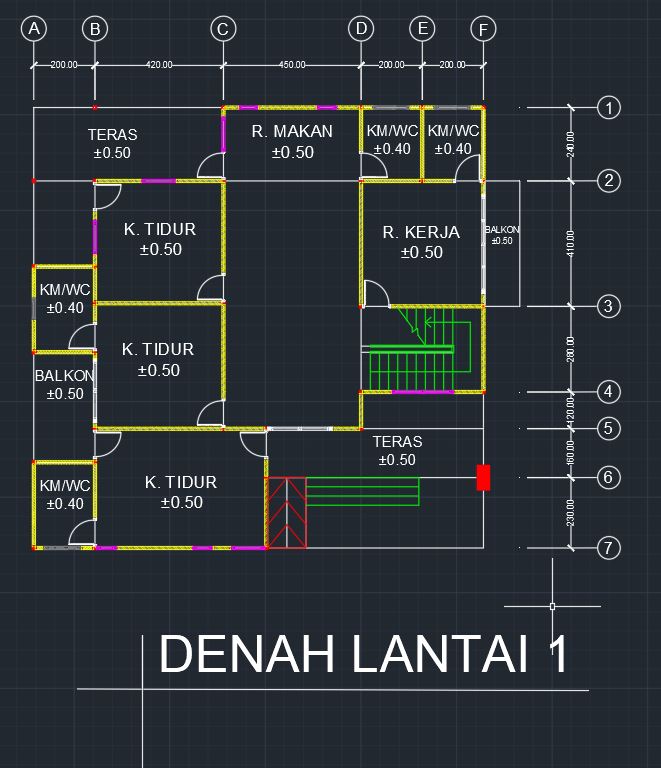 A B C D E F
200.00 420.00 450.00 200.00 200.00
1
TERAS
±0.50
R. MAKAN
±0.50
KM/WC
±0.40
KM/WC
±0.40
240.00
2
K. TIDUR
±0.50
R. KERJA
±0.50
BALKON
±0.50
410.00
KM/WC
±0.40
3
K. TIDUR
±0.50
280.00
BALKON
±0.50
4
120.00
5
TERAS
±0.50
160.00
6
KM/WC
±0.40
K. TIDUR
±0.50
230.00
7
DENAH LANTAI 1